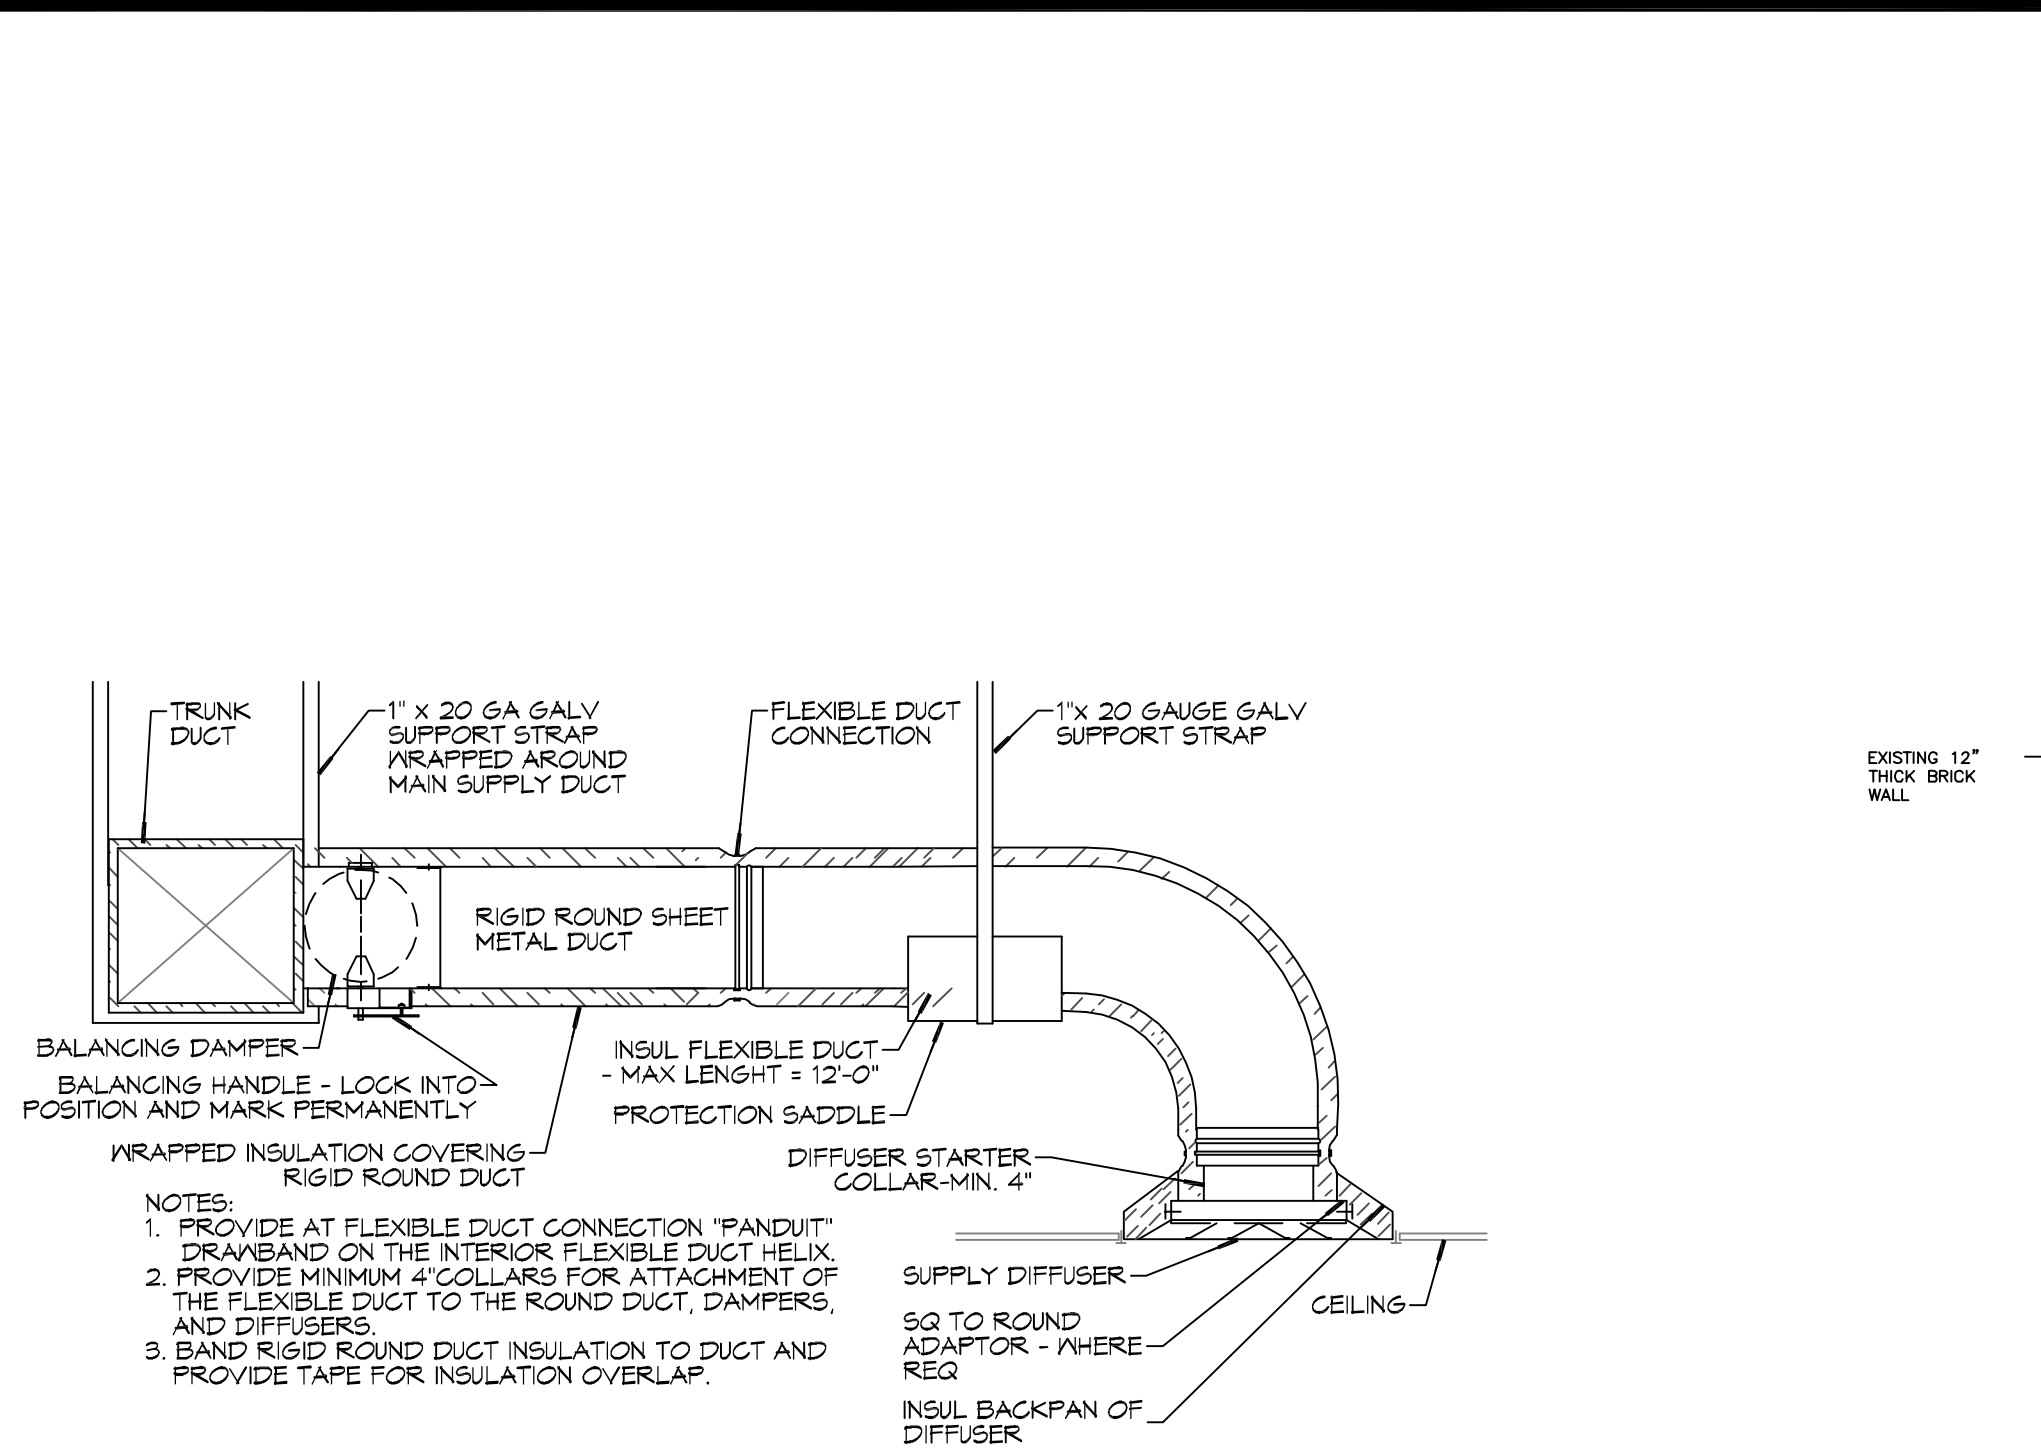 TRUNK
DUCT
1" x 20 GA GALV
SUPPORT STRAP
WRAPPED AROUND
MAIN SUPPLY DUCT
FLEXIBLE DUCT
CONNECTION
1"x 20 GAUGE GALV
SUPPORT STRAP
EXISTING 12"
THICK BRICK
WALL
RIGID ROUND SHEET
METAL DUCT
BALANCING DAMPER
BALANCING HANDLE - LOCK INTO
POSITION AND MARK PERMANENTLY
WRAPPED INSULATION COVERING
RIGID ROUND DUCT
INSUL FLEXIBLE DUCT
- MAX LENGHT = 12'-0"
PROTECTION SADDLE
DIFFUSER STARTER
COLLAR-MIN. 4"
NOTES:
1. PROVIDE AT FLEXIBLE DUCT CONNECTION "PANDUIT"
DRAWBAND ON THE INTERIOR FLEXIBLE DUCT HELIX.
2. PROVIDE MINIMUM 4"COLLARS FOR ATTACHMENT OF
THE FLEXIBLE DUCT TO THE ROUND DUCT, DAMPERS,
AND DIFFUSERS.
3. BAND RIGID ROUND DUCT INSULATION TO DUCT AND
PROVIDE TAPE FOR INSULATION OVERLAP.
SUPPLY DIFFUSER
SQ TO ROUND
ADAPTOR - WHERE
REQ
INSUL BACKPAN OF
DIFFUSER
CEILING